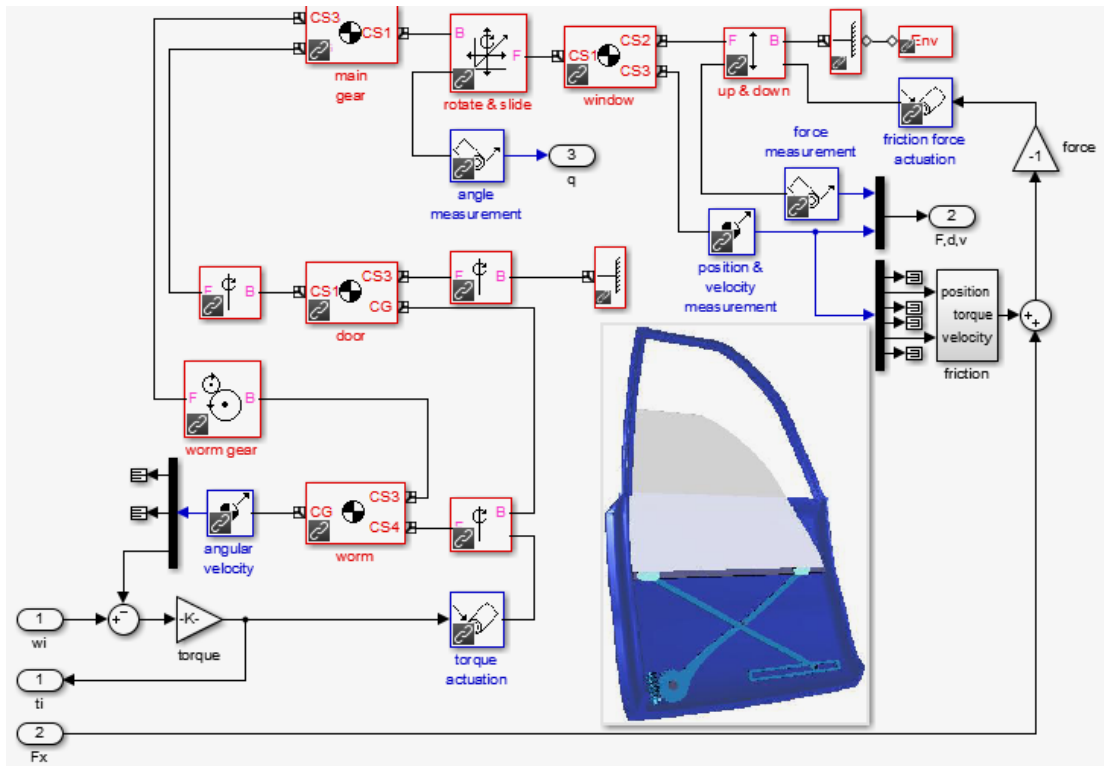 CS3
CS1
main
gear
B
F
rotate & slide
CS1
CS2
CS3
window
F
B
up & down
Env
friction force
actuation
force
measurement
-1
force
angle
measurement
3
q
2
F,d,v
position &
velocity
measurement
F
B
CS1
CS3
CG
door
F
B
position
torque
velocity
friction
+
+
F
B
worm gear
CG
CS3
CS4
worm
B
F
angular
velocity
1
wi
+
−
-K-
torque
torque
actuation
1
ti
2
Fx